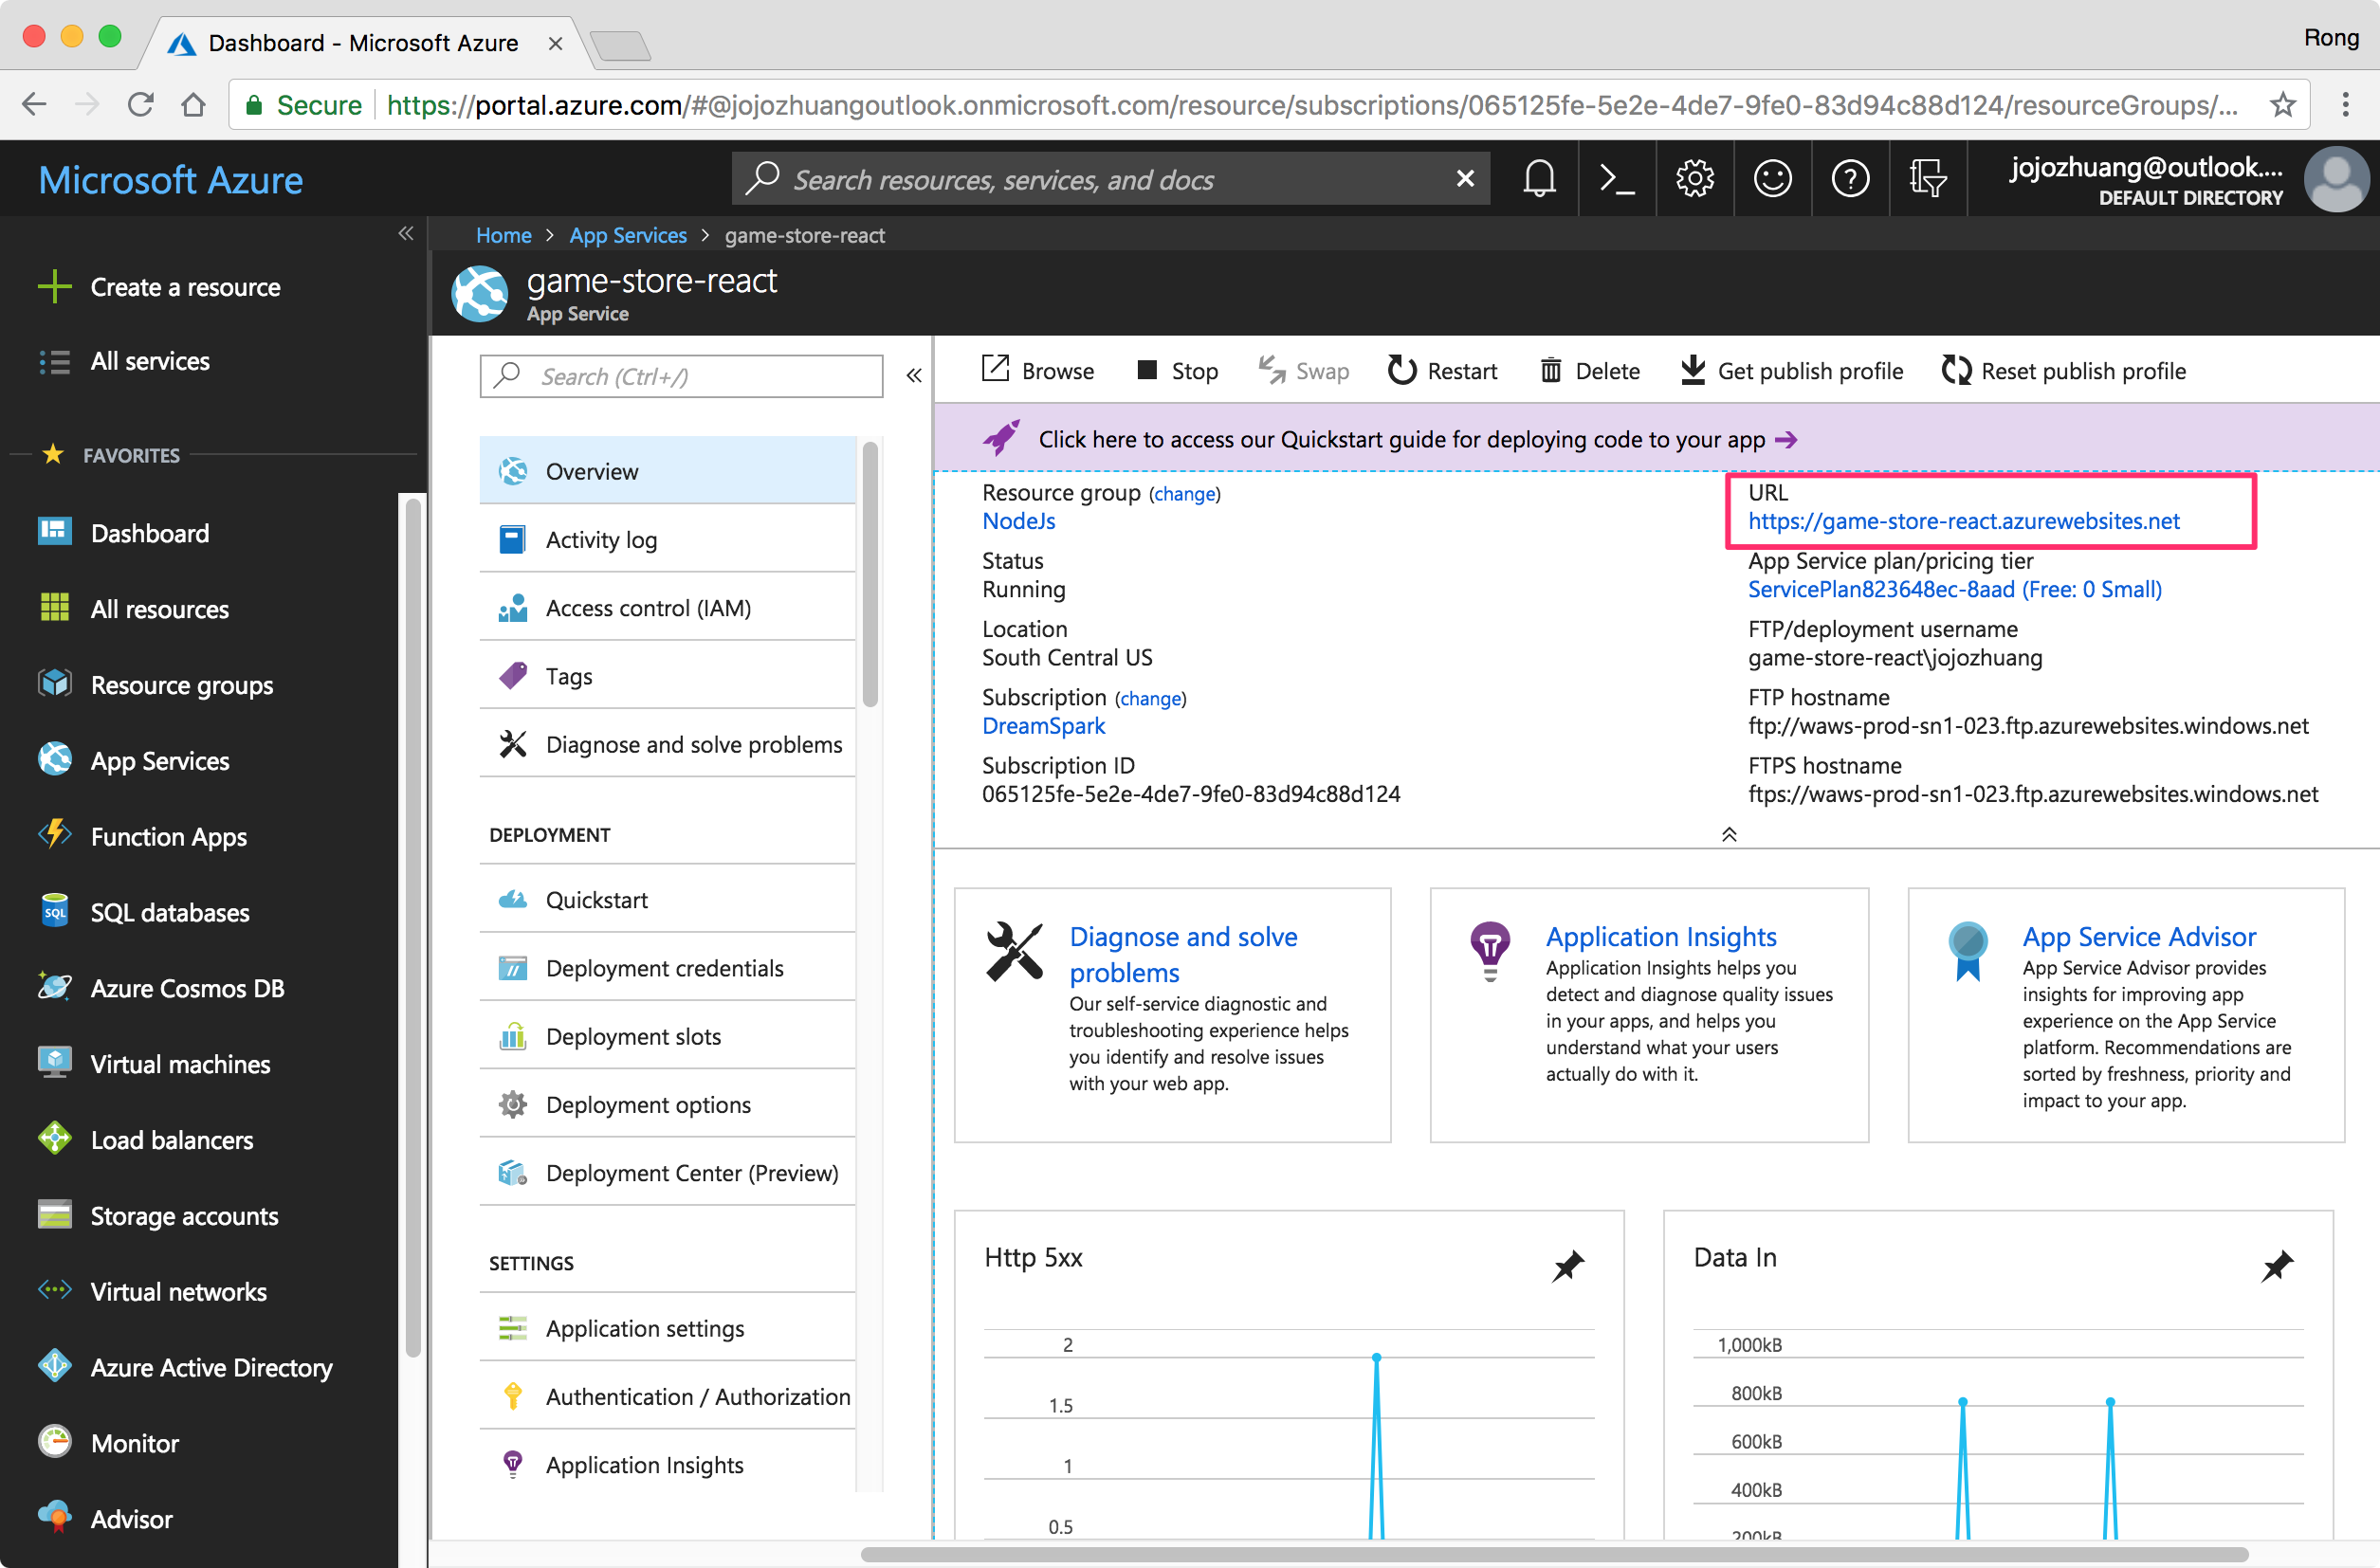 Dashboard - Microsoft Azure
Rong
Secure
https://portal.azure.com/#@jojozhuangoutlook.onmicrosoft.com/resource/subscriptions/065125fe-5e2e-4de7-9fe0-83d94c88d124/resourceGroups/...
Microsoft Azure
Search resources, services, and docs
jojozhuang@outlook....
DEFAULT DIRECTORY
Create a resource
All services
FAVORITES
Dashboard
All resources
Resource groups
App Services
Function Apps
SQL
SQL databases
Azure Cosmos DB
Virtual machines
Load balancers
Storage accounts
Virtual networks
Azure Active Directory
Monitor
Advisor
Home > App Services > game-store-react
game-store-react
App Service
Search (Ctrl+/)
Overview
Activity log
Access control (IAM)
Tags
Diagnose and solve problems
DEPLOYMENT
Quickstart
Deployment credentials
Deployment slots
Deployment options
Deployment Center (Preview)
SETTINGS
Application settings
Authentication / Authorization
Application Insights
Browse Stop Swap Restart Delete Get publish profile Reset publish profile
Click here to access our Quickstart guide for deploying code to your app
Resource group (change)
NodeJs
Status
Running
Location
South Central US
Subscription (change)
DreamSpark
Subscription ID
065125fe-5e2e-4de7-9fe0-83d94c88d124
URL
https://game-store-react.azurewebsites.net
App Service plan/pricing tier
ServicePlan823648ec-8aad (Free: 0 Small)
FTP/deployment username
game-store-react\jojozhuang
FTP hostname
ftp://waws-prod-sn1-023.ftp.azurewebsites.windows.net
FTPS hostname
ftps://waws-prod-sn1-023.ftp.azurewebsites.windows.net
Diagnose and solve
problems
Our self-service diagnostic and
troubleshooting experience helps
you identify and resolve issues
with your web app.
Application Insights
Application Insights helps you
detect and diagnose quality issues
in your apps, and helps you
understand what your users
actually do with it.
App Service Advisor
App Service Advisor provides
insights for improving app
experience on the App Service
platform. Recommendations are
sorted by freshness, priority and
impact to your app.
Http 5xx
2
1.5
1
0.5
Data In
1,000kB
800kB
600kB
400kB
200kB